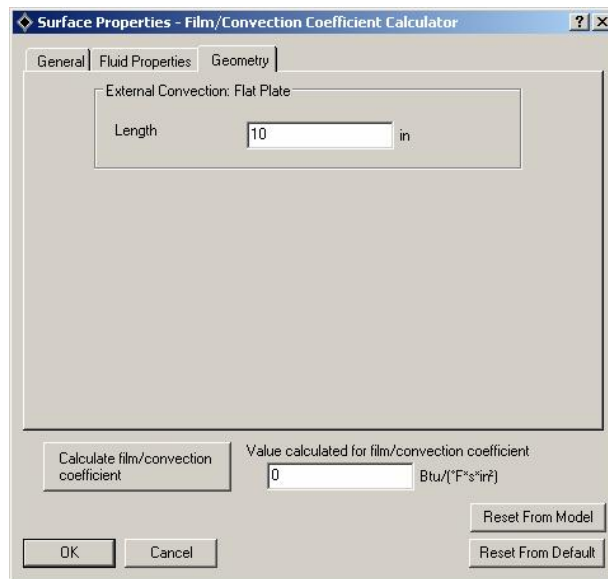 Surface Properties - Film/Convection Coefficient Calculator
General Fluid Properties Geometry
External Convection: Flat Plate
Length 10 in
Calculate film/convection coefficient
Value calculated for film/convection coefficient
0 Btu/(°F*s*in²)
Reset From Model
OK Cancel Reset From Default